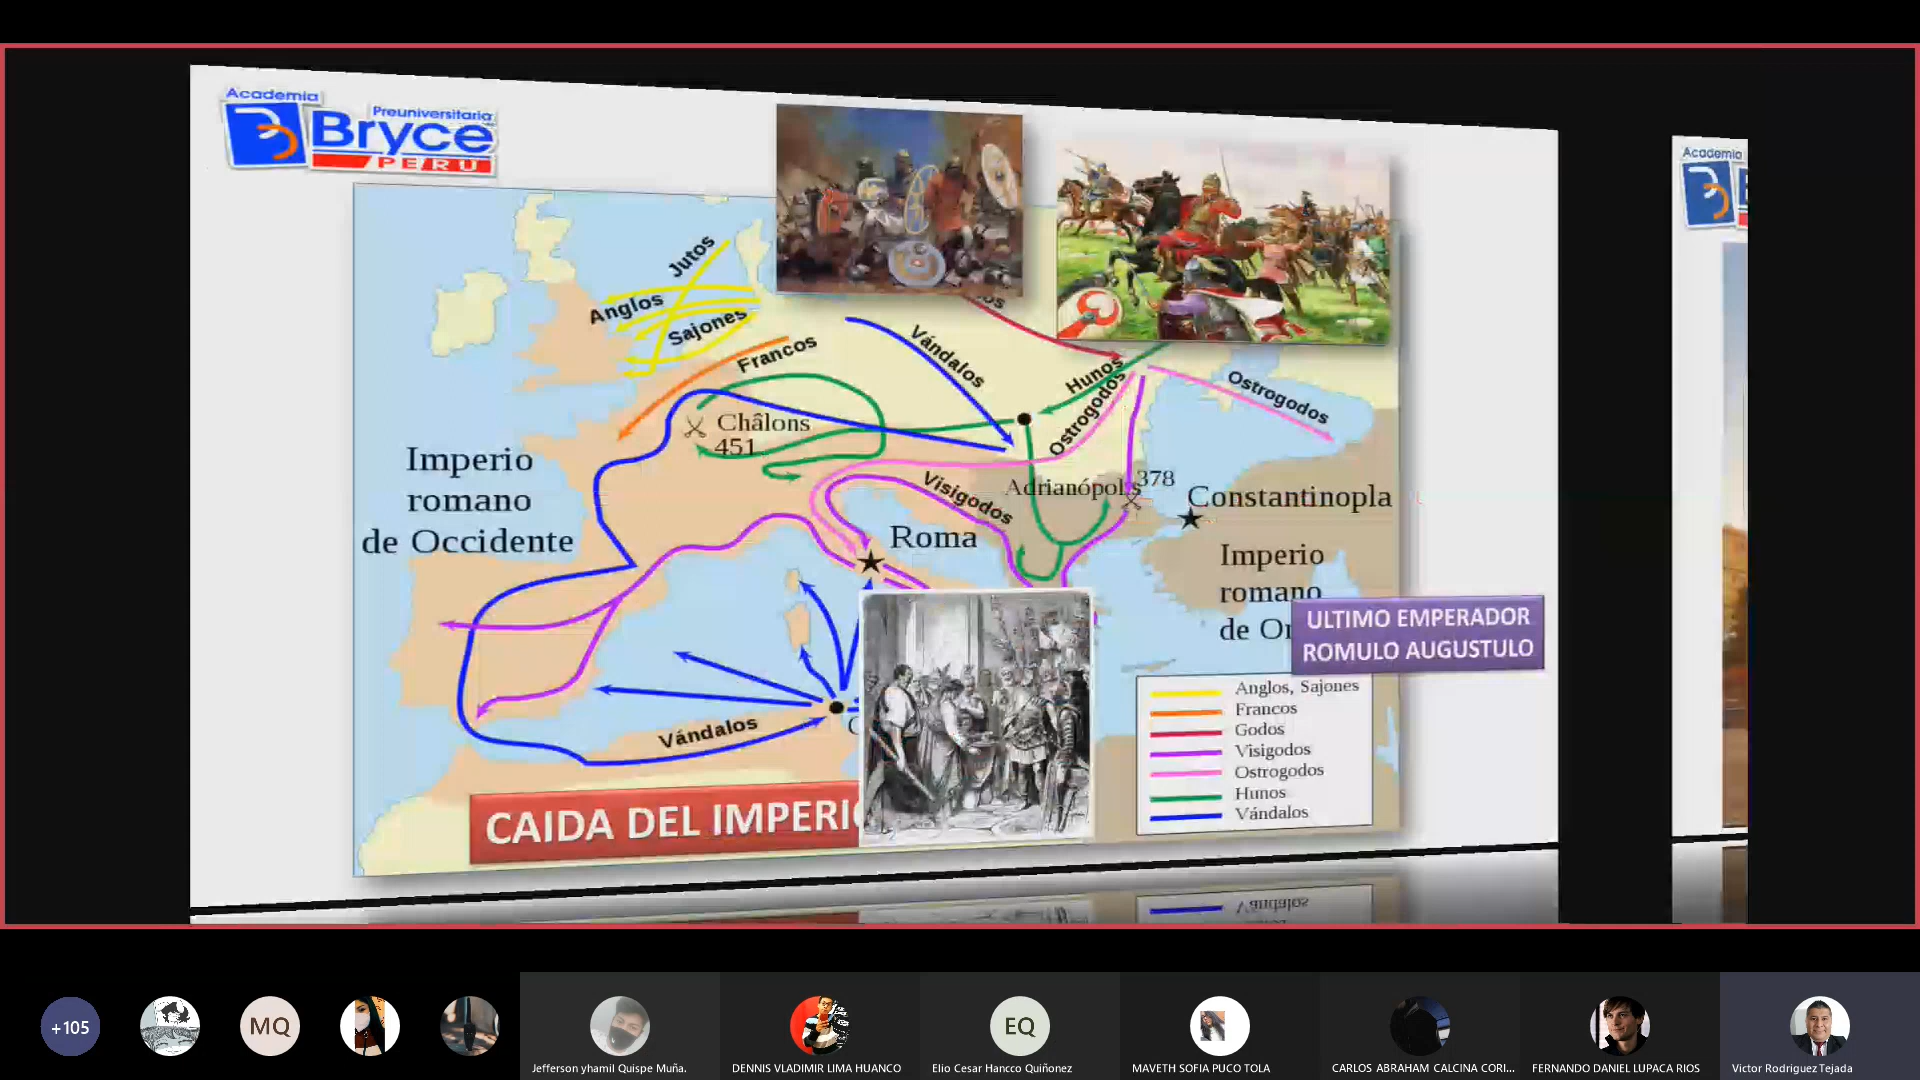 Academia
Preuniversitaria
Bryce
PERU
Academia
Jutos
Anglos
Sajones
Francos
Vándalos
Hunos
Ostrogodos
Ostrogodos
Châlons
451
Imperio
romano
de Occidente
Visigodos
Adrianópolis
378
Constantinopla
Roma
Imperio
romano
ULTIMO EMPERADOR
ROMULO AUGUSTULO
Vándalos
Anglos, Sajones
Francos
Godos
Visigodos
Ostrogodos
Hunos
Vándalos
CAIDA DEL IMPERIO
Vándalos
+105
MQ
EQ
Jefferson yhamil Quispe Muña.
DENNIS VLADIMIR LIMA HUANCO
Elio Cesar Hancco Quiñonez
MAVETH SOFIA PUCO TOLA
CARLOS ABRAHAM CALCINA CORI...
FERNANDO DANIEL LUPACA RIOS
Victor Rodriguez Tejada